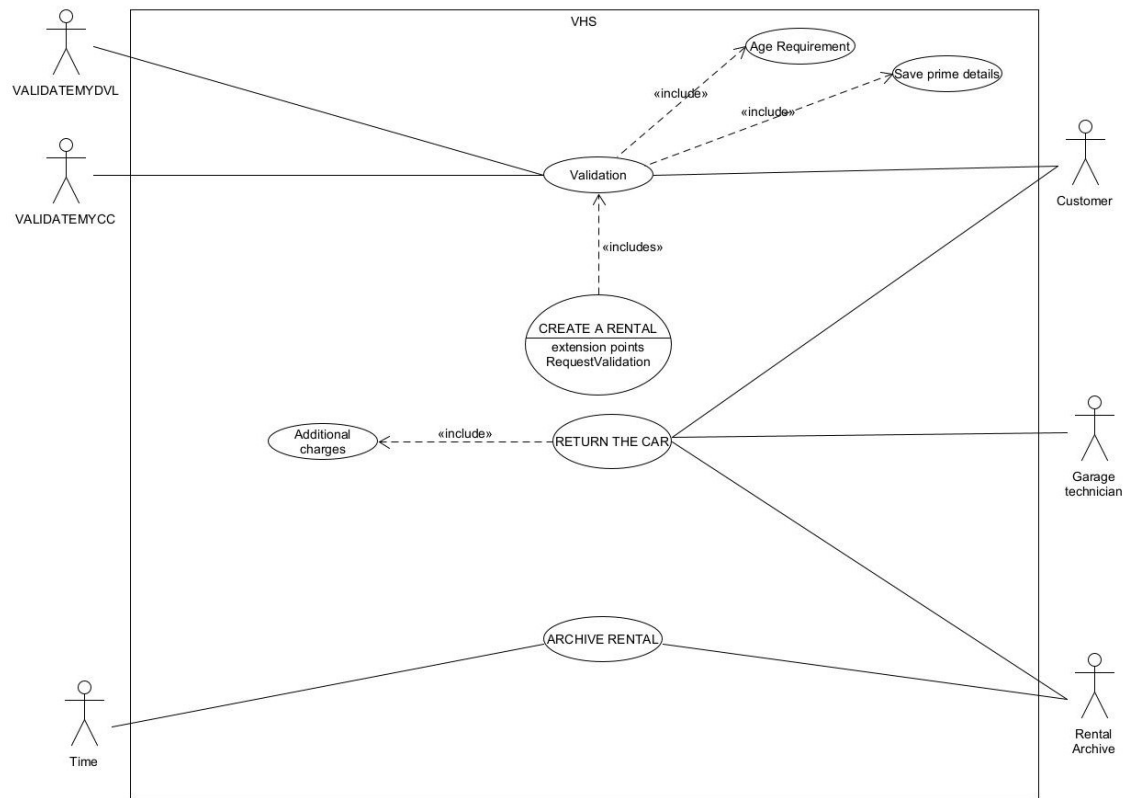 VHS
Age Requirement
Save prime details
VALIDATEMYDVL
«include»
«include»
Validation
VALIDATEMYCC
Customer
«includes»
CREATE A RENTAL
extension points
RequestValidation
Additional
charges
«include»
RETURN THE CAR
Garage
technician
ARCHIVE RENTAL
Time
Rental
Archive